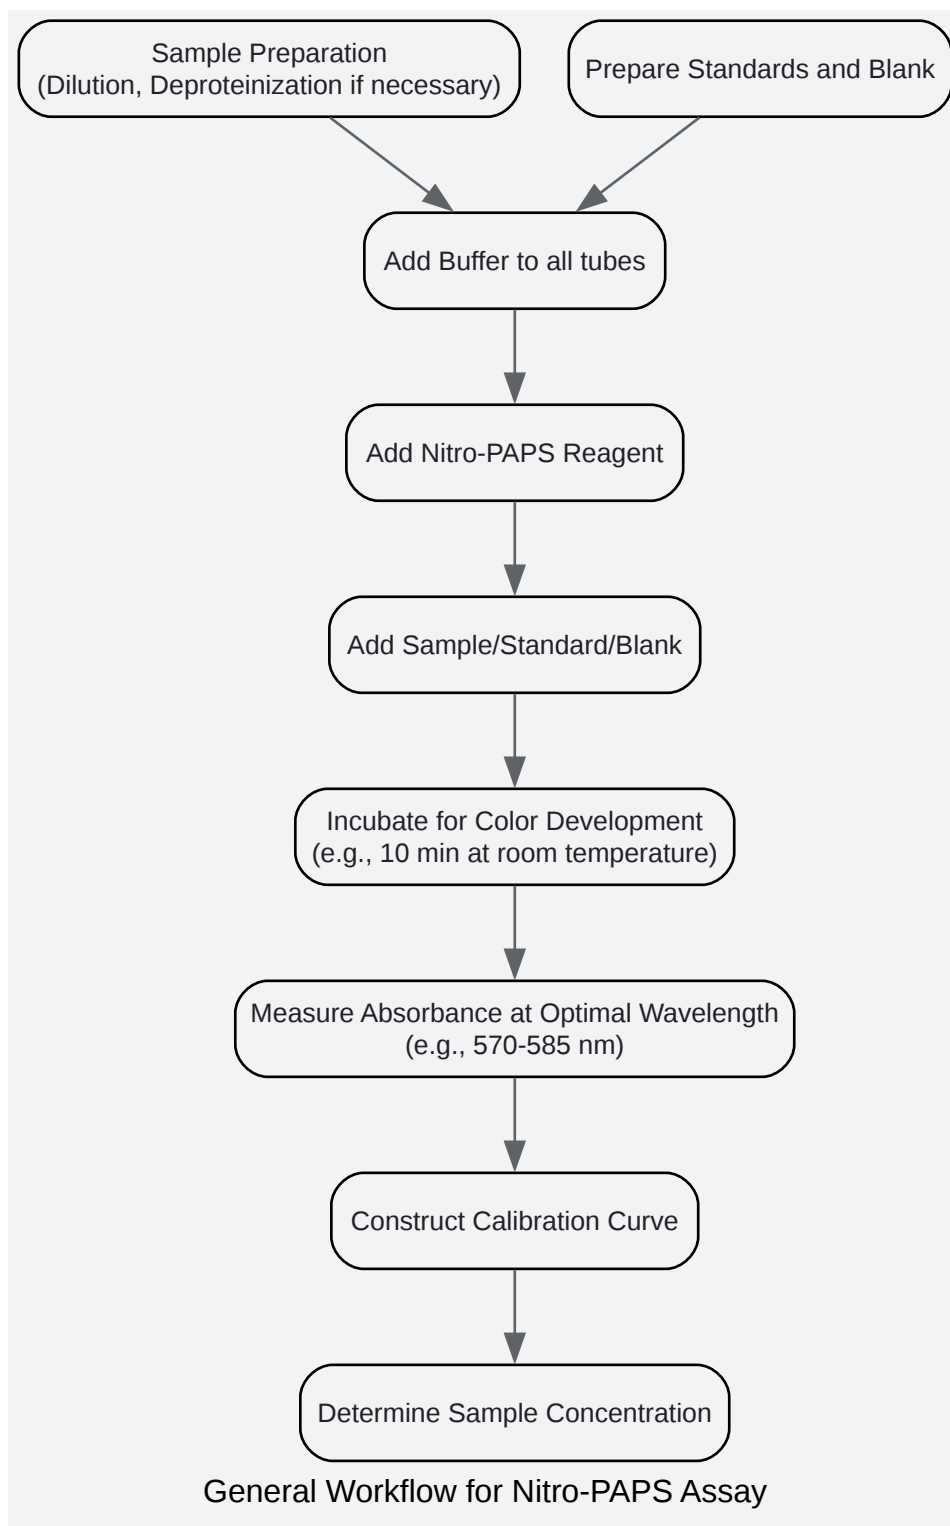 Sample Preparation
(Dilution, Deproteinization if necessary)
Prepare Standards and Blank
Add Buffer to all tubes
Add Nitro-PAPS Reagent
Add Sample/Standard/Blank
Incubate for Color Development
(e.g., 10 min at room temperature)
Measure Absorbance at Optimal Wavelength
(e.g., 570-585 nm)
Construct Calibration Curve
Determine Sample Concentration
General Workflow for Nitro-PAPS Assay